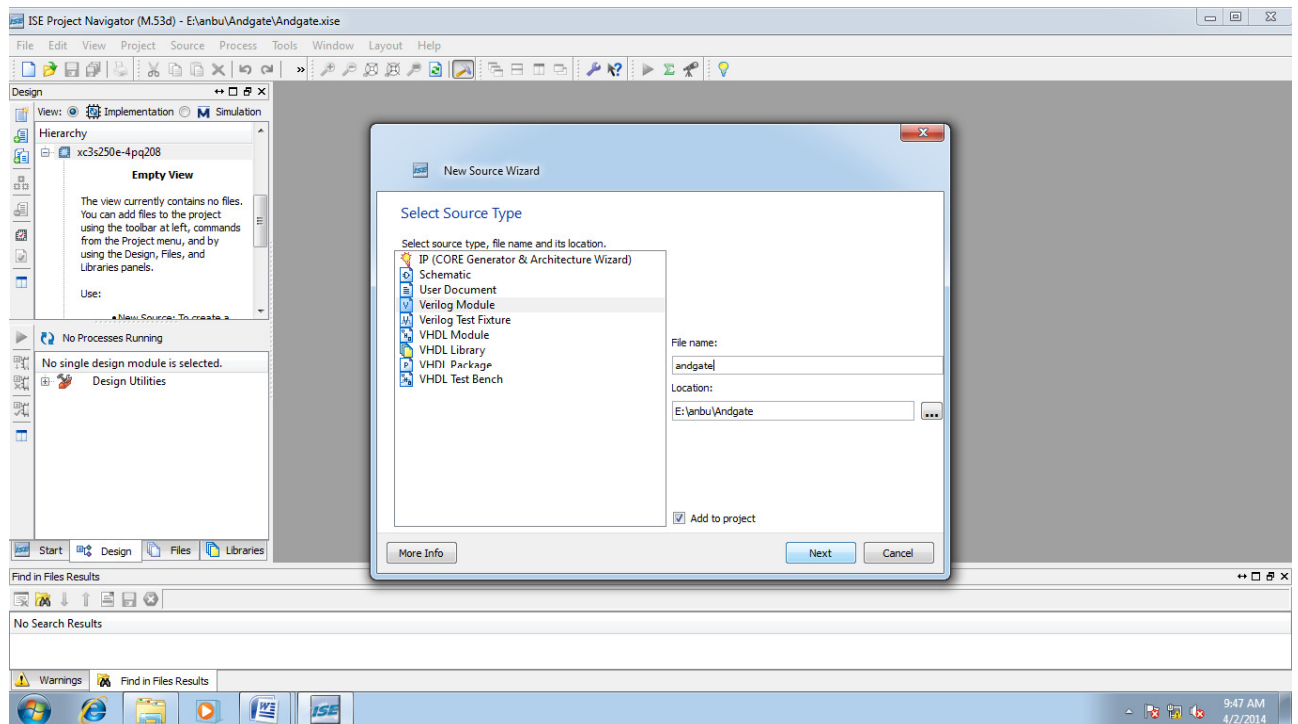 ISE Project Navigator (M.53d) - E:\anbu\Andgate\Andgate.xise
File Edit View Project Source Process Tools Window Layout Help
Design
View: Implementation Simulation
Hierarchy
xc3s250e-4pq208
Empty View
The view currently contains no files.
You can add files to the project
using the toolbar at left, commands
from the Project menu, and by
using the Design, Files, and
Libraries panels.
Use:
New Source: To create a
No Processes Running
No single design module is selected.
Design Utilities
Start Design Files Libraries
ISE New Source Wizard
Select Source Type
Select source type, file name and its location.
IP (CORE Generator & Architecture Wizard)
Schematic
User Document
Verilog Module
Verilog Test Fixture
VHDL Module
VHDL Library
VHDL Package
VHDL Test Bench
File name:
andgate
Location:
E:\anbu\Andgate
...
Add to project
More Info Next Cancel
Find in Files Results
No Search Results
Warnings Find in Files Results
ISE
9:47 AM
4/2/2014